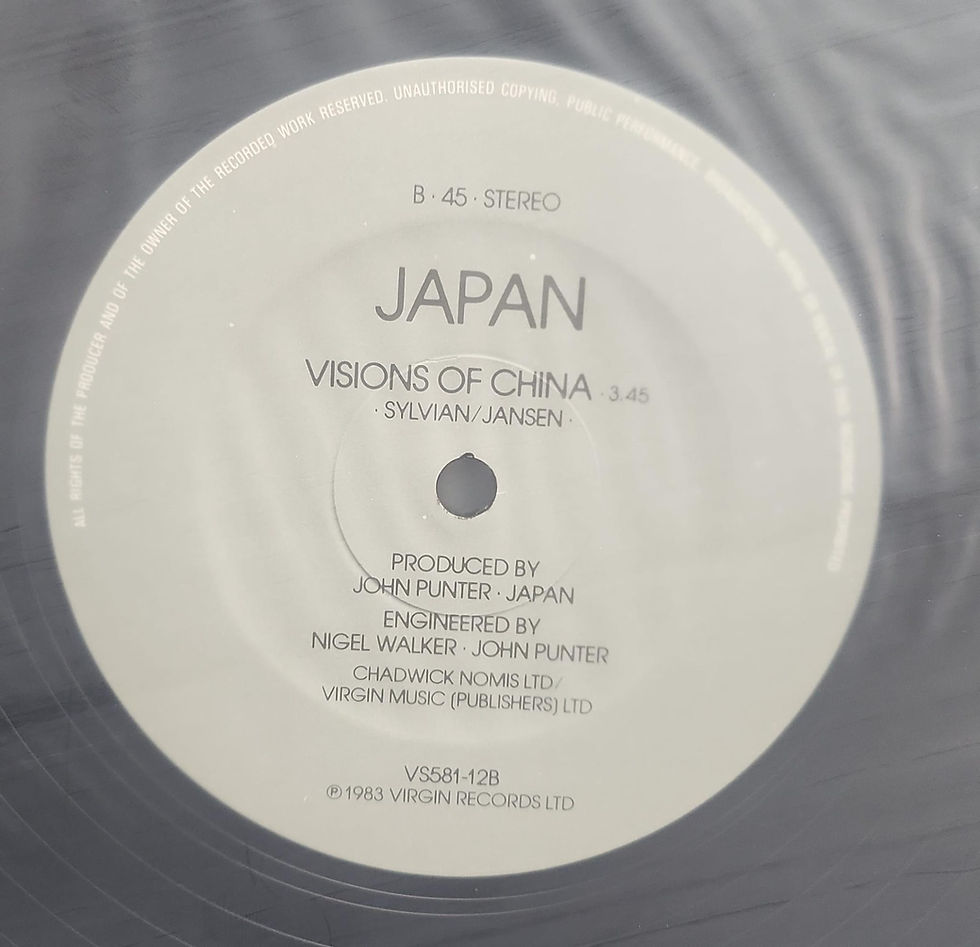 ALL RIGHTS OF THE PRODUCER AND OF THE OWNER OF THE RECORDED WORK RESERVED. UNAUTHORISED COPYING, PUBLIC PERFORMANCE,
B · 45 · STEREO
JAPAN
VISIONS OF CHINA · 3.45
· SYLVIAN/JANSEN ·
PRODUCED BY
JOHN PUNTER · JAPAN
ENGINEERED BY
NIGEL WALKER · JOHN PUNTER
CHADWICK NOMIS LTD/
VIRGIN MUSIC (PUBLISHERS) LTD
VS581-12B
Ⓟ1983 VIRGIN RECORDS LTD